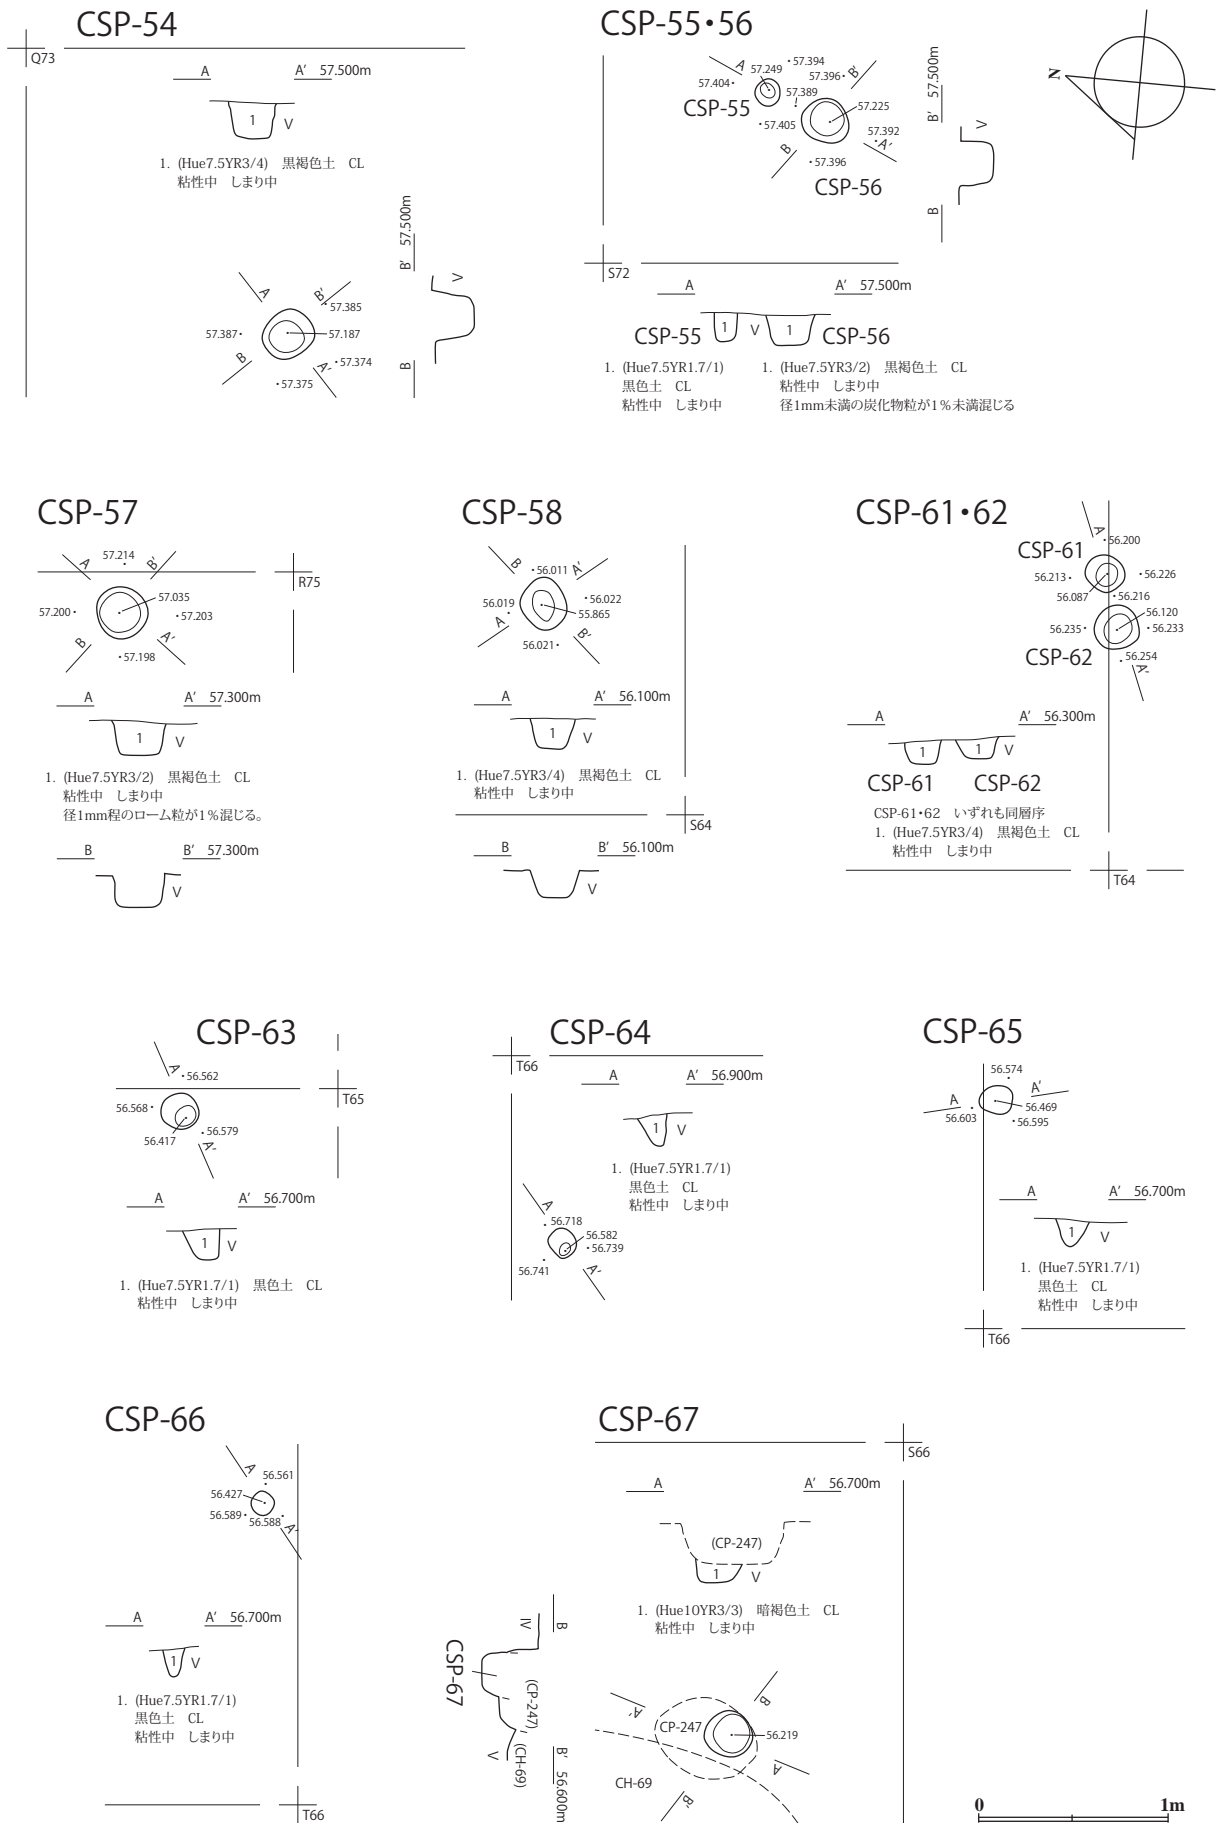 CSP-54
Q73
A A′ 57.500m
1 V
1. (Hue7.5YR3/4) 黒褐色土 CL
粘性中 しまり中
B B′ 57.500m
V
A B′
57.385
57.387
57.187
B A′
57.374
57.375
CSP-55•56
57.394
A 57.249
57.404
57.396 B′
57.389
CSP-55
57.225
57.405
57.392
A′
B
57.396
CSP-56
B B′ 57.500m
V
N
S72
A A′ 57.500m
CSP-55 1 V 1 CSP-56
1. (Hue7.5YR1.7/1)
黒色土 CL
粘性中 しまり中
1. (Hue7.5YR3/2) 黒褐色土 CL
粘性中 しまり中
径1mm未満の炭化物粒が1%未満混じる
CSP-57
57.214
A B′
R75
57.035
57.200
57.203
B A′
57.198
A A′ 57.300m
1 V
1. (Hue7.5YR3/2) 黒褐色土 CL
粘性中 しまり中
径1mm程のローム粒が1%混じる。
B B′ 57.300m
V
CSP-58
B 56.011 A′
56.019
56.022
55.865
A B′
56.021
A A′ 56.100m
1 V
1. (Hue7.5YR3/4) 黒褐色土 CL
粘性中 しまり中
S64
B B′ 56.100m
V
CSP-61•62
A
56.200
CSP-61
56.213
56.226
56.087
56.216
56.120
56.235
56.233
CSP-62
56.254
A′
A A′ 56.300m
1 1 V
CSP-61 CSP-62
CSP-61•62 いずれも同層序
1. (Hue7.5YR3/4) 黒褐色土 CL
粘性中 しまり中
T64
CSP-63
A 56.562
T65
56.568
56.579
56.417
A′
A A′ 56.700m
1 V
1. (Hue7.5YR1.7/1) 黒色土 CL
粘性中 しまり中
CSP-64
T66
A A′ 56.900m
1 V
1. (Hue7.5YR1.7/1)
黒色土 CL
粘性中 しまり中
A
56.718
56.582
56.739
56.741
A′
CSP-65
56.574
A A′
56.469
56.603
56.595
A A′ 56.700m
1 V
1. (Hue7.5YR1.7/1)
黒色土 CL
粘性中 しまり中
T66
CSP-66
A
56.561
56.427
56.589
56.588
A′
A A′ 56.700m
1 V
1. (Hue7.5YR1.7/1)
黒色土 CL
粘性中 しまり中
T66
CSP-67
S66
A A′ 56.700m
(CP-247)
1 V
1. (Hue10YR3/3) 暗褐色土 CL
粘性中 しまり中
IV B
CSP-67
(CP-247)
V (CH-69)
B′ 56.600m
A′ B
CP-247
56.219
A
CH-69
B′
0 1m